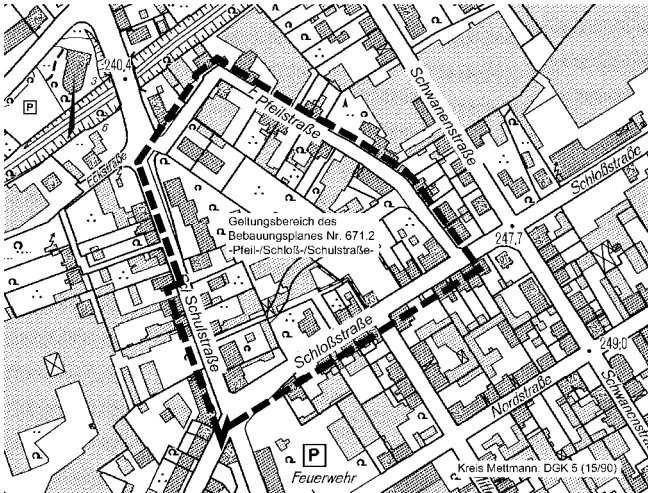 240,4
P
Eckstraße
Pfeilstraße
Schwanenstraße
Schloßstraße
Geltungsbereich des
Bebauungsplanes Nr. 671.2
-Pfeil-/Schloß-/Schulstraße-
247,7
Schulstraße
Schloßstraße
249,0
Nordstraße
Schwanenstr
P
Feuerwehr
Kreis Mettmann: DGK 5 (15/90)